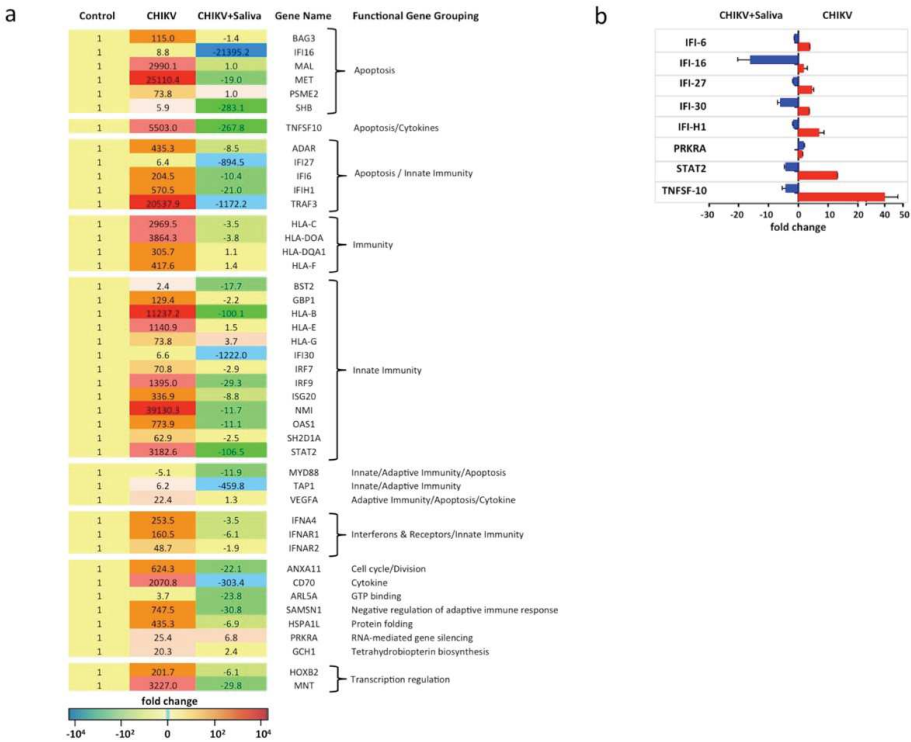 a
Control CHIKV CHIKV+Saliva Gene Name Functional Gene Grouping
1 115.0 -1.4 BAG3
1 8.8 -21395.2 IFI16
1 2990.1 1.0 MAL
1 25110.4 -19.0 MET
Apoptosis
1 73.8 1.0 PSME2
1 5.9 -283.1 SHB
1 5503.0 -267.8 TNFSF10 Apoptosis/Cytokines
1 435.3 -8.5 ADAR
1 6.4 -894.5 IFI27
1 204.5 -10.4 IFI6 Apoptosis / Innate Immunity
1 570.5 -21.0 IFIH1
1 20537.9 -1172.2 TRAF3
1 2969.5 -3.5 HLA-C
1 3864.3 -3.8 HLA-DOA
Immunity
1 305.7 1.1 HLA-DQA1
1 417.6 1.4 HLA-F
1 2.4 -17.7 BST2
1 129.4 -2.2 GBP1
1 11237.2 -100.1 HLA-B
1 1140.9 1.5 HLA-E
1 73.8 3.7 HLA-G
1 6.6 -1222.0 IFI30
1 70.8 -2.9 IRF7 Innate Immunity
1 1395.0 -29.3 IRF9
1 336.9 -8.8 ISG20
1 39130.3 -11.7 NMI
1 773.9 -11.1 OAS1
1 62.9 -2.5 SH2D1A
1 3182.6 -106.5 STAT2
1 -5.1 -11.9 MYD88 Innate/Adaptive Immunity/Apoptosis
1 6.2 -459.8 TAP1 Innate/Adaptive Immunity
1 22.4 1.3 VEGFA Adaptive Immunity/Apoptosis/Cytokine
1 253.5 -3.5 IFNA4
1 160.5 -6.1 IFNAR1 Interferons & Receptors/Innate Immunity
1 48.7 -1.9 IFNAR2
1 624.3 -22.1 ANXA11 Cell cycle/Division
1 2070.8 -303.4 CD70 Cytokine
1 3.7 -23.8 ARL5A GTP binding
1 747.5 -30.8 SAMSN1 Negative regulation of adaptive immune response
1 435.3 -6.9 HSPA1L Protein folding
1 25.4 6.8 PRKRA RNA-mediated gene silencing
1 20.3 2.4 GCH1 Tetrahydrobiopterin biosynthesis
1 201.7 -6.1 HOXB2
Transcription regulation
1 3227.0 -29.8 MNT
fold change
-10⁴ -10² 0 10² 10⁴
b
CHIKV+Saliva CHIKV
IFI-6
IFI-16
IFI-27
IFI-30
IFI-H1
PRKRA
STAT2
TNFSF-10
-30 -20 -10 0 10 20 20 40 50
fold change